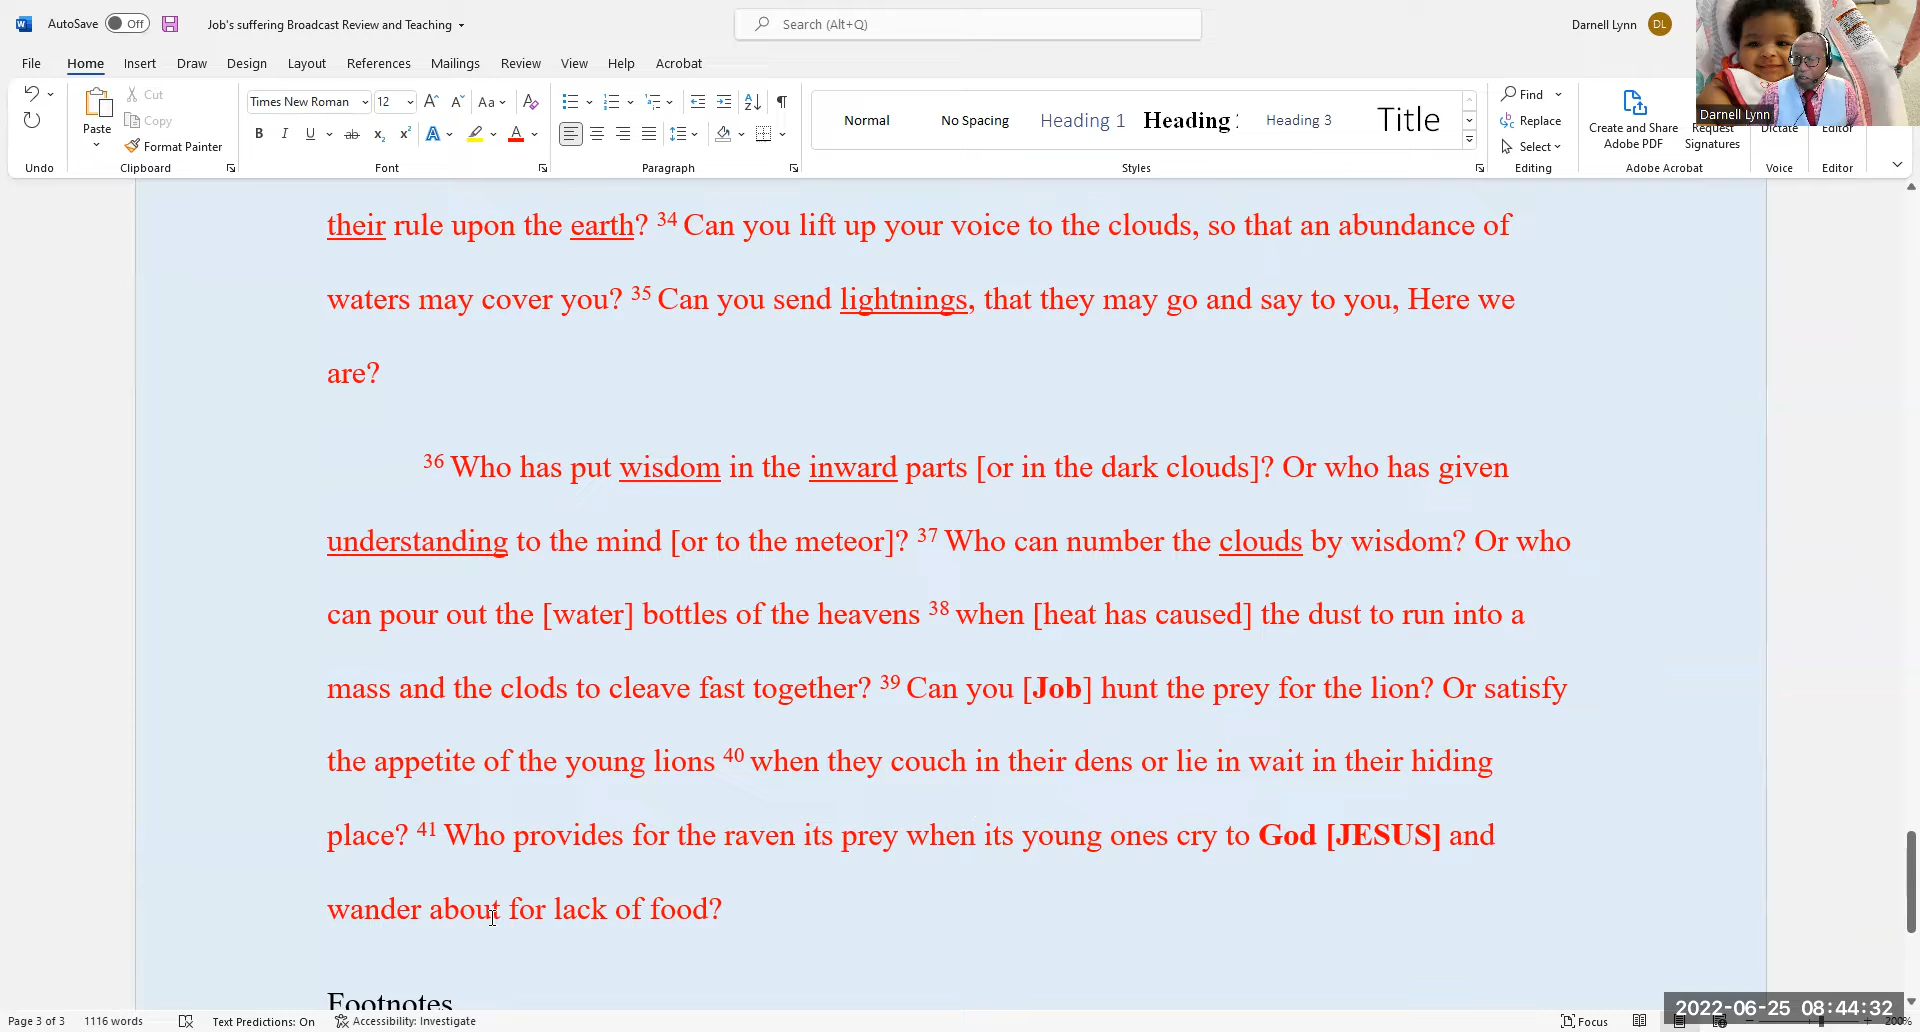 AutoSave Off Job's suffering Broadcast Review and Teaching Search (Alt+Q) Darnell Lynn DL
File Home Insert Draw Design Layout References Mailings Review View Help Acrobat
Times New Roman 12 Aa
Paste Cut Copy Format Painter
B I U ab x₂ x² A A
Normal No Spacing Heading 1 Heading Heading 3 Title
Find Replace Select
Create and Share Adobe PDF Request Signatures Dictate Editor
Darnell Lynn
Undo Clipboard Font Paragraph Styles Editing Adobe Acrobat Voice Editor
their rule upon the earth? 34 Can you lift up your voice to the clouds, so that an abundance of
waters may cover you? 35 Can you send lightnings, that they may go and say to you, Here we
are?
36 Who has put wisdom in the inward parts [or in the dark clouds]? Or who has given
understanding to the mind [or to the meteor]? 37 Who can number the clouds by wisdom? Or who
can pour out the [water] bottles of the heavens 38 when [heat has caused] the dust to run into a
mass and the clods to cleave fast together? 39 Can you [Job] hunt the prey for the lion? Or satisfy
the appetite of the young lions 40 when they couch in their dens or lie in wait in their hiding
place? 41 Who provides for the raven its prey when its young ones cry to God [JESUS] and
wander about for lack of food?
Footnotes
Page 3 of 3 1116 words Text Predictions: On Accessibility: Investigate Focus 200%
2022-06-25 08:44:32